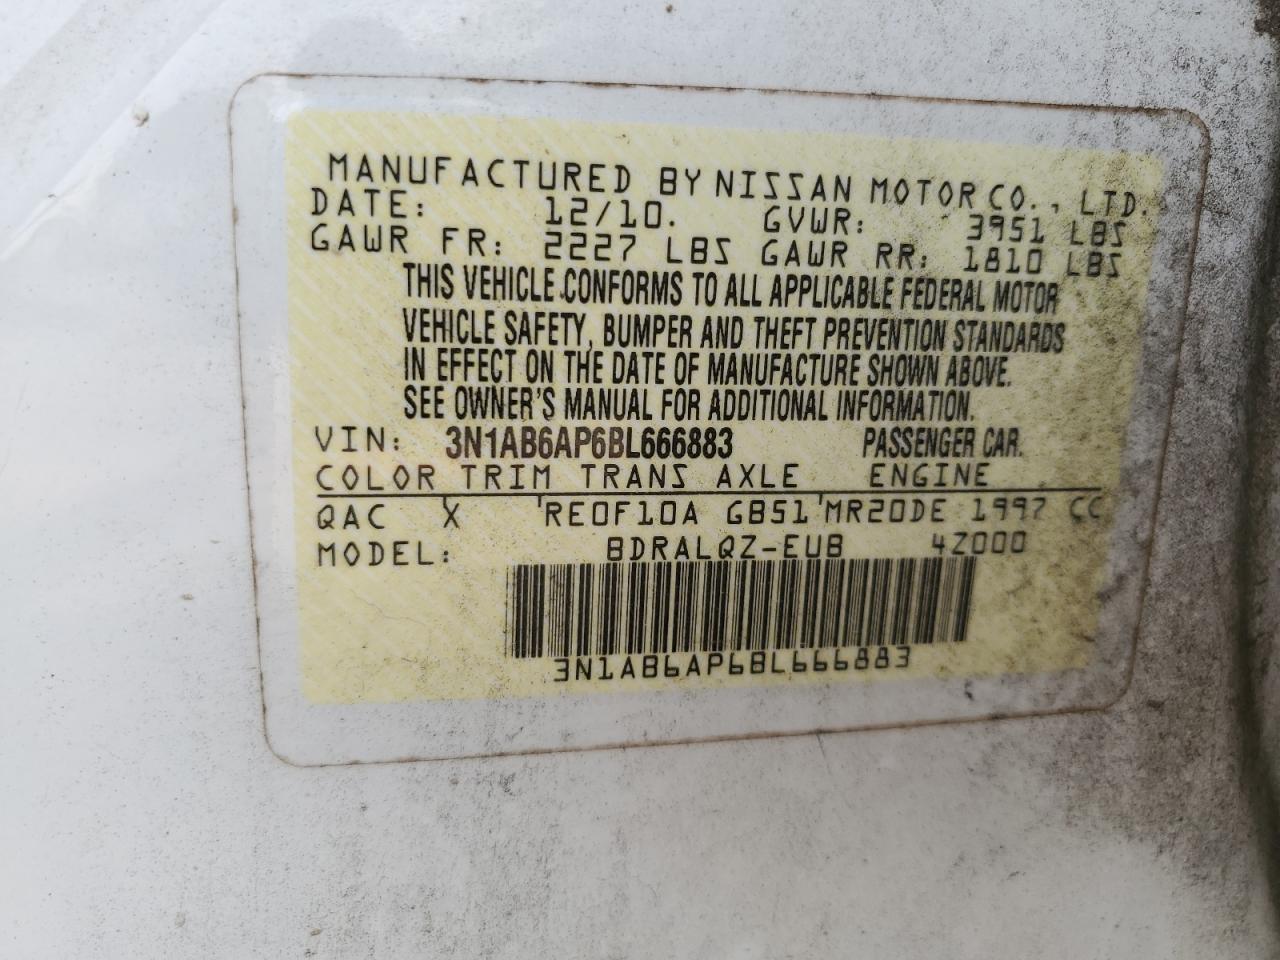 MANUFACTURED BY NISSAN MOTOR CO., LTD.
DATE: 12/10. GVWR: 3951 LBS
GAWR FR: 2227 LBS GAWR RR: 1810 LBS
THIS VEHICLE CONFORMS TO ALL APPLICABLE FEDERAL MOTOR
VEHICLE SAFETY, BUMPER AND THEFT PREVENTION STANDARDS
IN EFFECT ON THE DATE OF MANUFACTURE SHOWN ABOVE.
SEE OWNER'S MANUAL FOR ADDITIONAL INFORMATION.
VIN: 3N1AB6AP6BL666883 PASSENGER CAR.
COLOR TRIM TRANS AXLE ENGINE
QAC X 'RE0F10A GB51'MR20DE 1997 CC
MODEL: BDRALQZ-EUB 4Z000
3N1AB6AP6BL666883